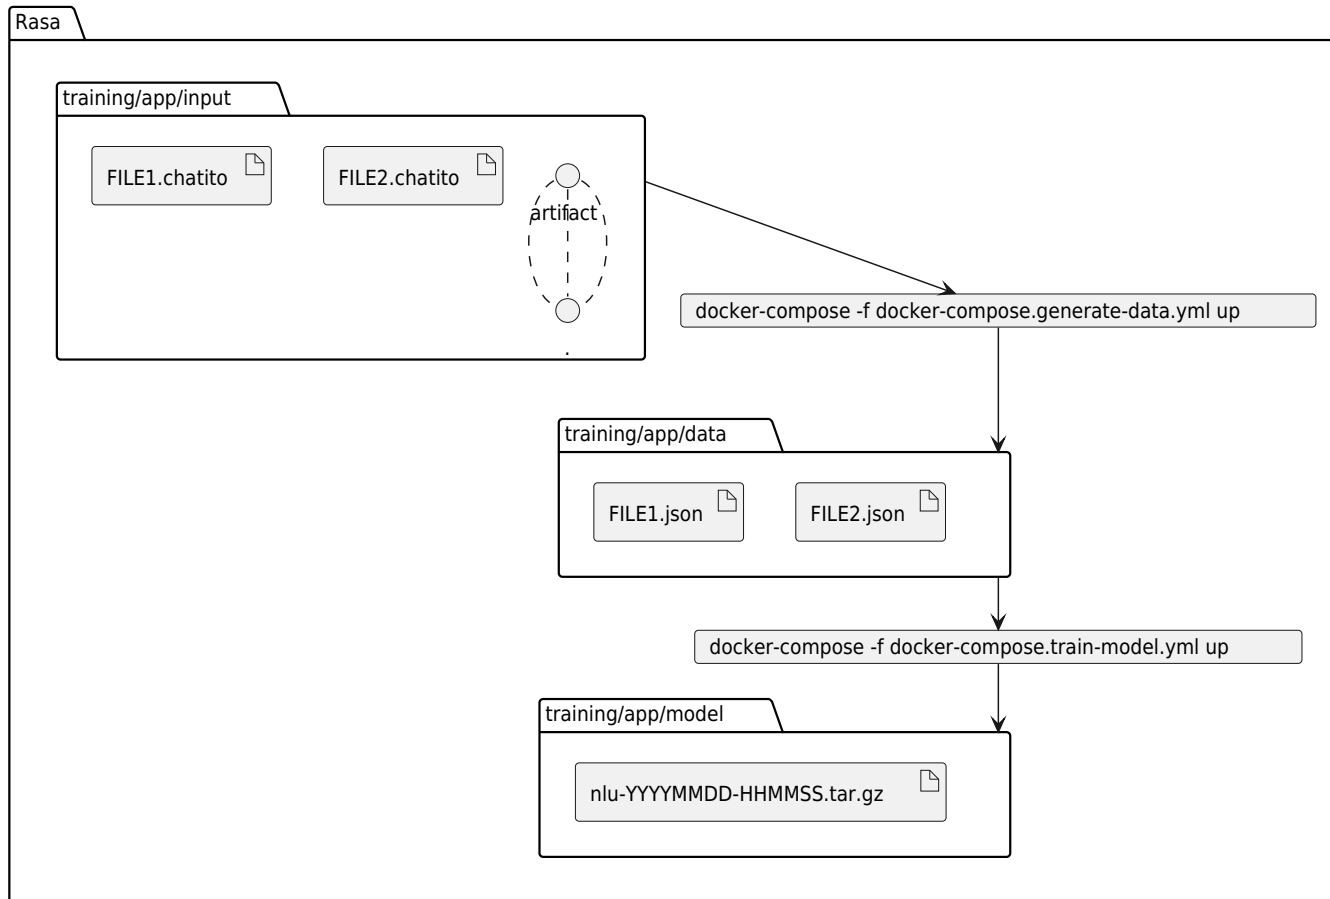 Rasa
training/app/input
FILE1.chatito
FILE2.chatito
artifact
.
docker-compose -f docker-compose.generate-data.yml up
training/app/data
FILE1.json
FILE2.json
docker-compose -f docker-compose.train-model.yml up
training/app/model
nlu-YYYYMMDD-HHMMSS.tar.gz